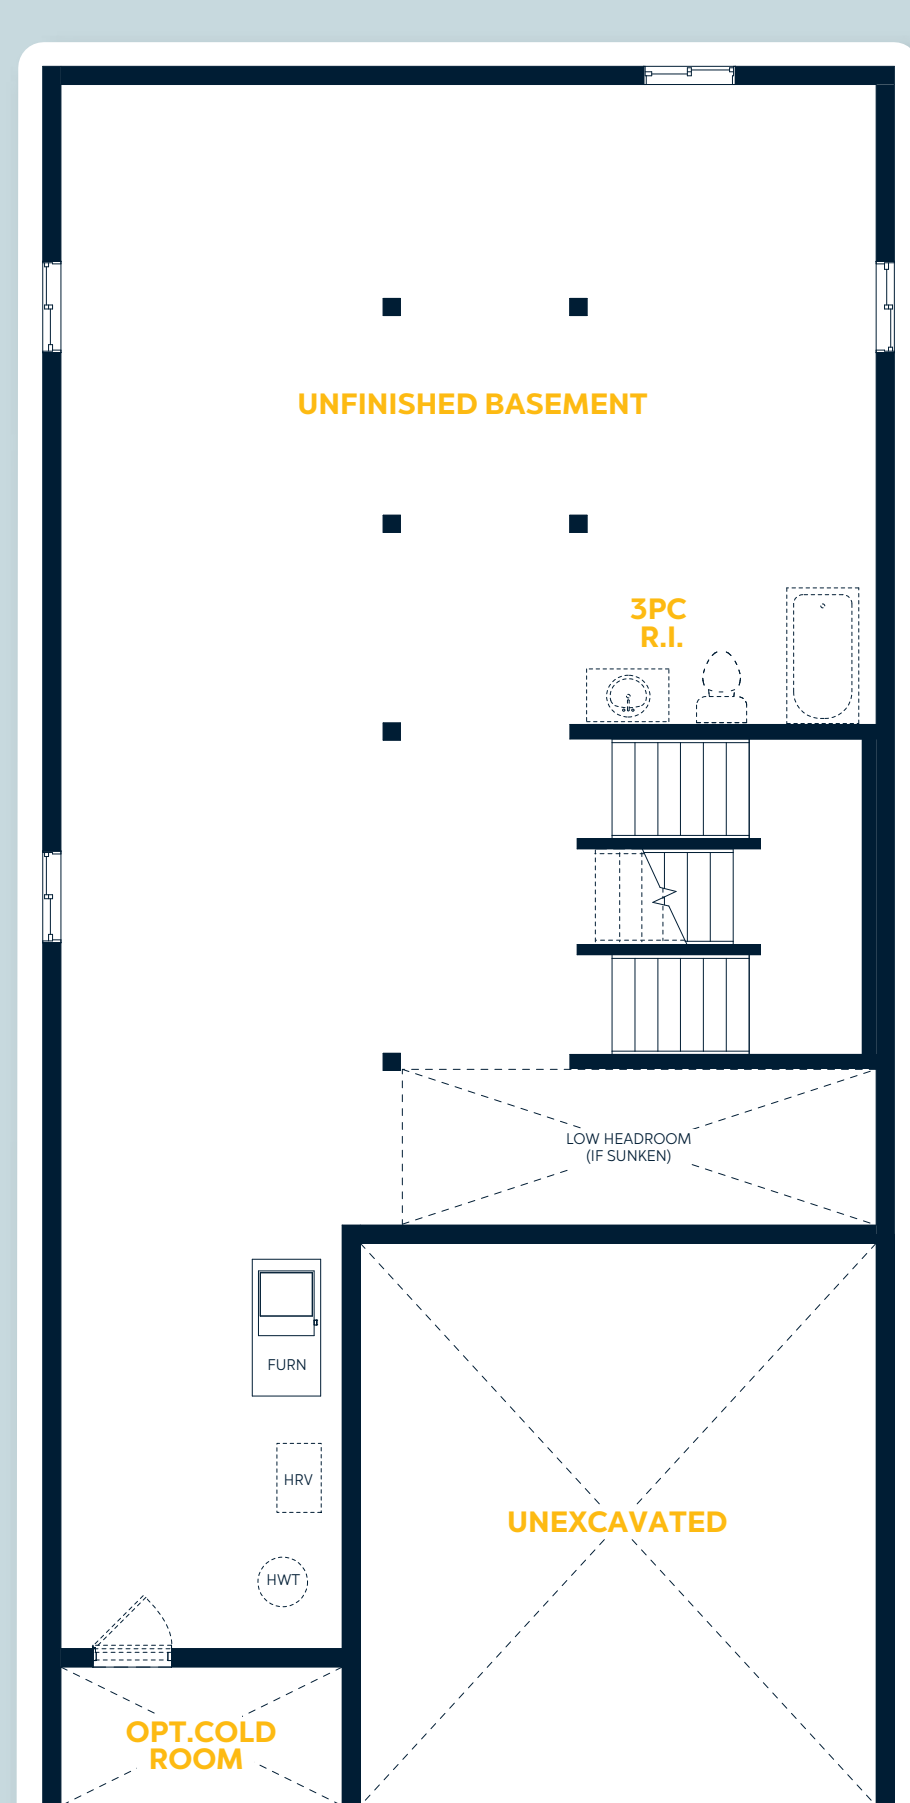 UNFINISHED BASEMENT
3PC
R.I.
LOW HEADROOM
(IF SUNKEN)
FURN
HRV
UNEXCAVATED
HWT
OPT.COLD
ROOM